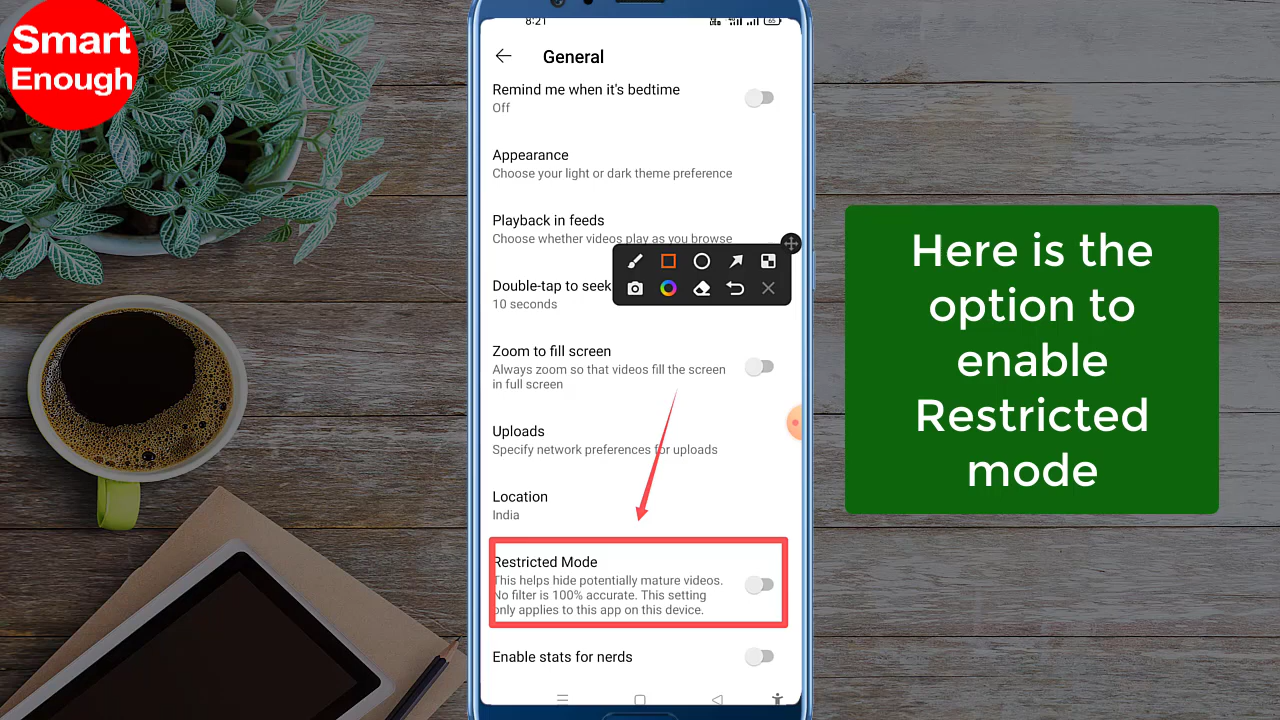 Smart
Enough
8:21
65
General
Remind me when it's bedtime
Off
Appearance
Choose your light or dark theme preference
Playback in feeds
Choose whether videos play as you browse
Double-tap to seek
10 seconds
Zoom to fill screen
Always zoom so that videos fill the screen
in full screen
Uploads
Specify network preferences for uploads
Location
India
Restricted Mode
This helps hide potentially mature videos.
No filter is 100% accurate. This setting
only applies to this app on this device.
Enable stats for nerds
Here is the
option to
enable
Restricted
mode